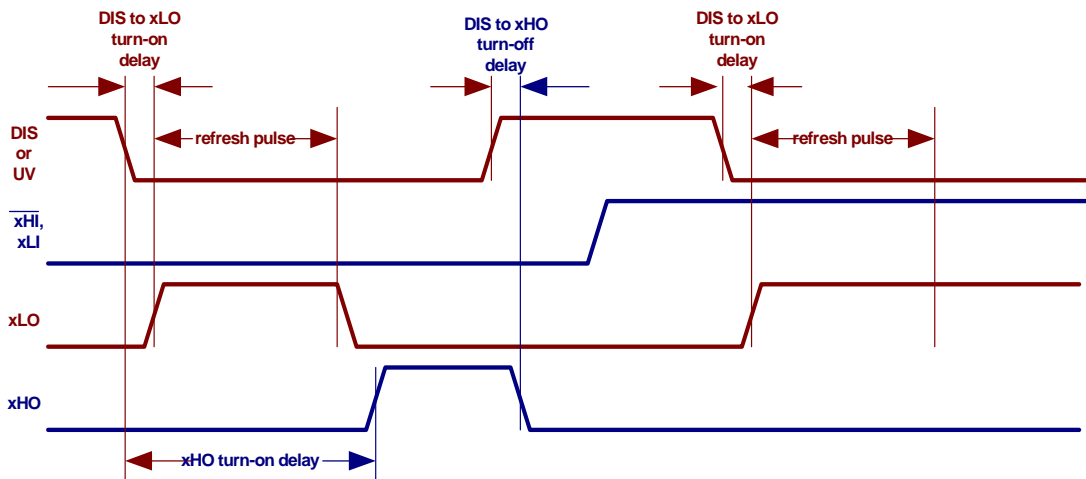 DIS to xLO
turn-on
delay
DIS to xHO
turn-off
delay
DIS to xLO
turn-on
delay
DIS
or
UV
refresh pulse
refresh pulse
xHI,
xLI
xLO
xHO
xHO turn-on delay